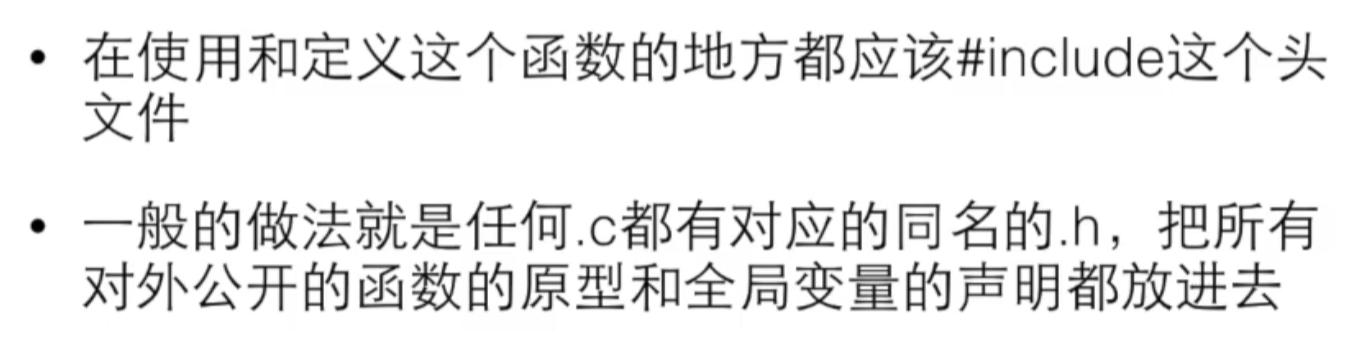 • 在使用和定义这个函数的地方都应该#include这个头
文件
• 一般的做法就是任何.c都有对应的同名的.h，把所有
对外公开的函数的原型和全局变量的声明都放进去